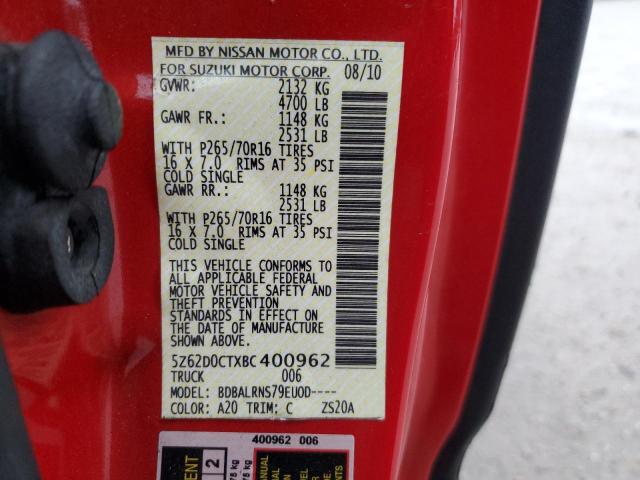 MFD BY NISSAN MOTOR CO., LTD.
FOR SUZUKI MOTOR CORP. 08/10
GVWR: 2132 KG
4700 LB
GAWR FR.: 1148 KG
2531 LB
WITH P265/70R16 TIRES
16 X 7.0 RIMS AT 35 PSI
COLD SINGLE
GAWR RR.: 1148 KG
2531 LB
WITH P265/70R16 TIRES
16 X 7.0 RIMS AT 35 PSI
COLD SINGLE
THIS VEHICLE CONFORMS TO
ALL APPLICABLE FEDERAL
MOTOR VEHICLE SAFETY AND
THEFT PREVENTION
STANDARDS IN EFFECT ON
THE DATE OF MANUFACTURE
SHOWN ABOVE.
5Z62D0CTXBC400962
TRUCK 006
MODEL: BDBALRNS79EUOD----
COLOR: A20 TRIM: C ZS20A
400962 006
2